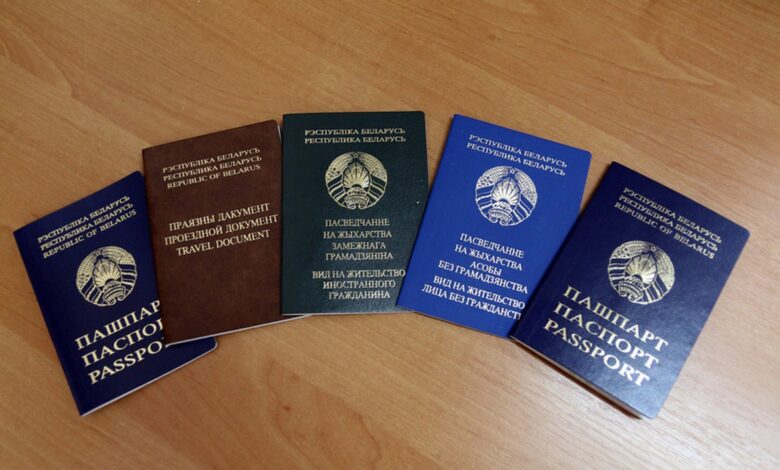 РЭСПУБЛІКА БЕЛАРУСЬ
РЕСПУБЛИКА БЕЛАРУСЬ
REPUBLIC OF BELARUS
ПАШПАРТ
ПАСПОРТ
PASSPORT
РЭСПУБЛІКА БЕЛАРУСЬ
РЕСПУБЛИКА БЕЛАРУСЬ
REPUBLIC OF BELARUS
ПРАЯЗНЫ ДАКУМЕНТ
ПРОЕЗДНОЙ ДОКУМЕНТ
TRAVEL DOCUMENT
РЭСПУБЛІКА БЕЛАРУСЬ
РЕСПУБЛИКА БЕЛАРУСЬ
ПАСВЕДЧАННЕ
НА ЖЫХАРСТВА
ЗАМЕЖНАГА
ГРАМАДЗЯНІНА
ВИД НА ЖИТЕЛЬСТВО
ИНОСТРАННОГО
ГРАЖДАНИНА
РЭСПУБЛІКА БЕЛАРУСЬ
РЕСПУБЛИКА БЕЛАРУСЬ
ПАСВЕДЧАННЕ
НА ЖЫХАРСТВА
АСОБЫ
БЕЗ ГРАМАДЗЯНСТВА
ВИД НА ЖИТЕЛЬСТВО
ЛИЦА БЕЗ ГРАЖДАНСТ
РЭСПУБЛІКА БЕЛАРУСЬ
РЕСПУБЛИКА БЕЛАРУСЬ
REPUBLIC OF BELARUS
ПАШПАРТ
ПАСПОРТ
PASSPORT